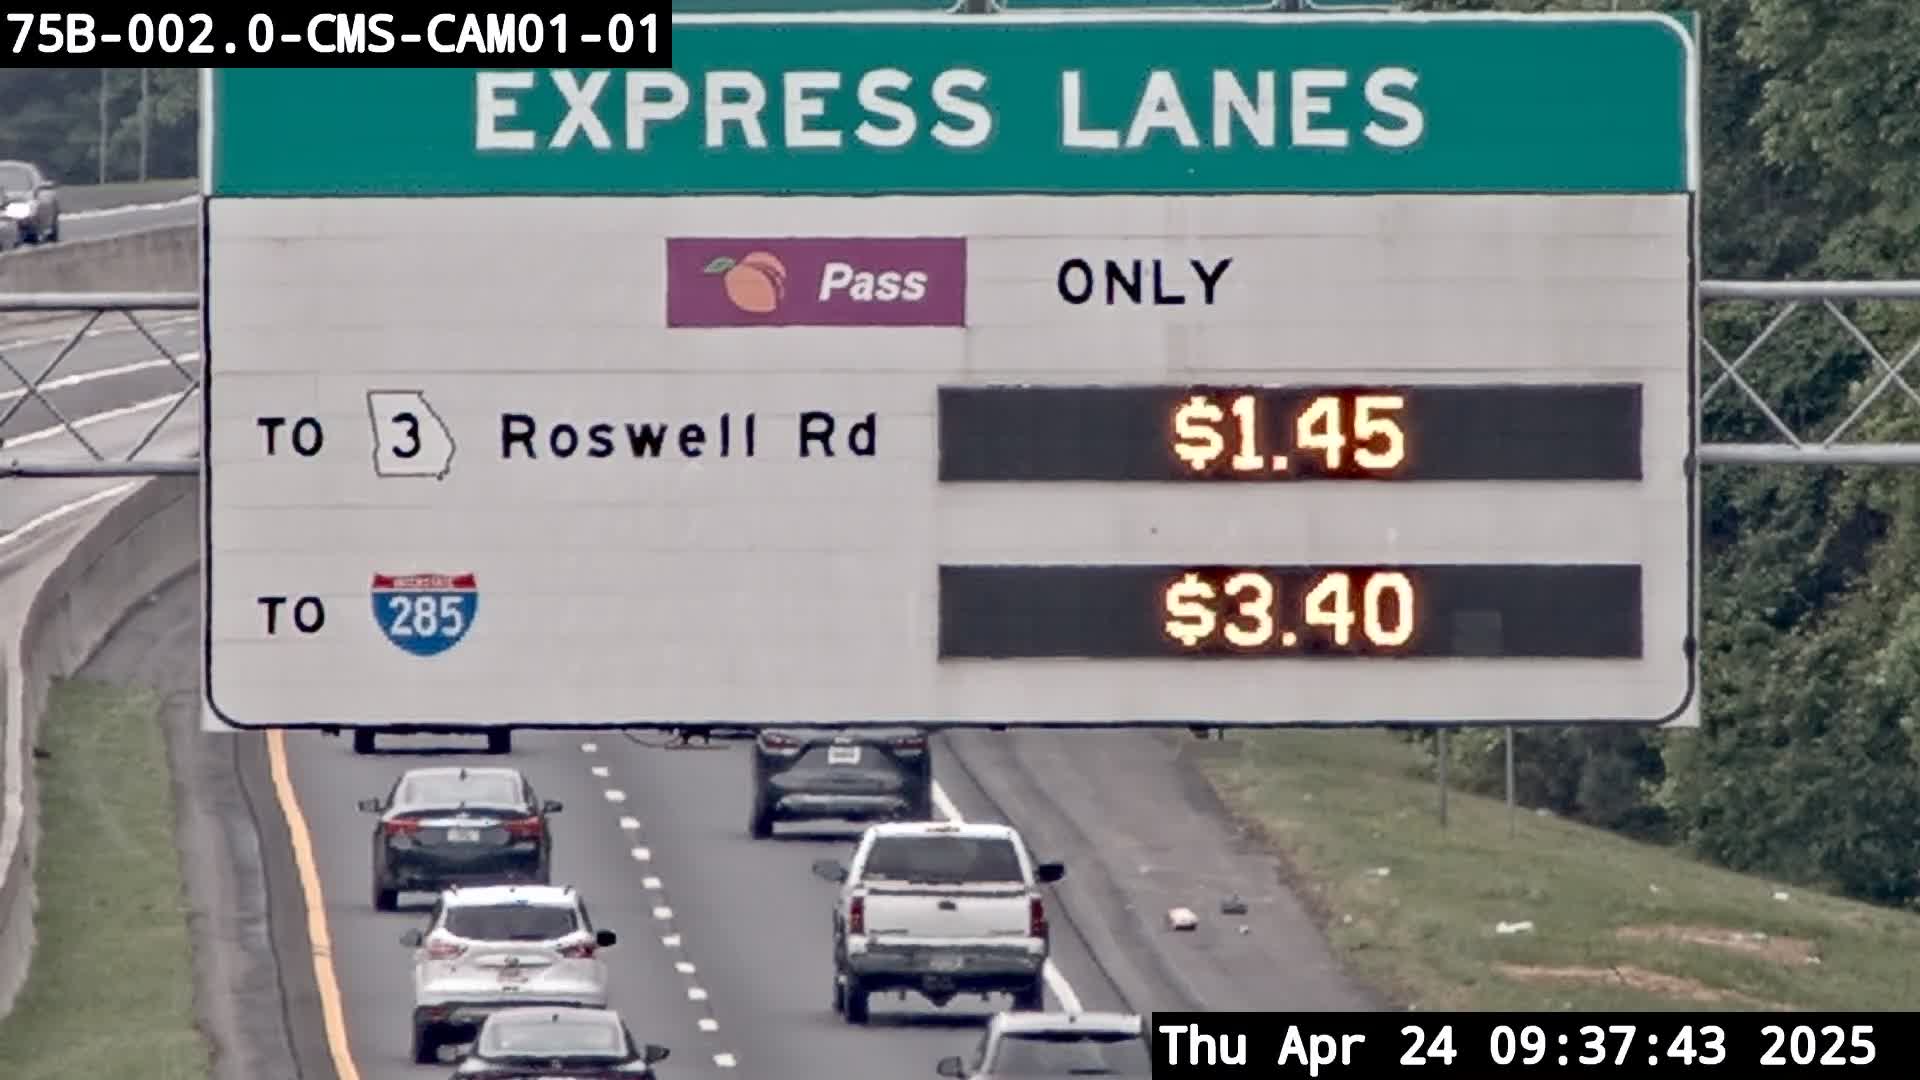 75B-002.0-CMS-CAM01-01
EXPRESS LANES
Pass ONLY
TO 3 Roswell Rd $1.45
TO INTERSTATE 285 $3.40
Thu Apr 24 09:37:43 2025